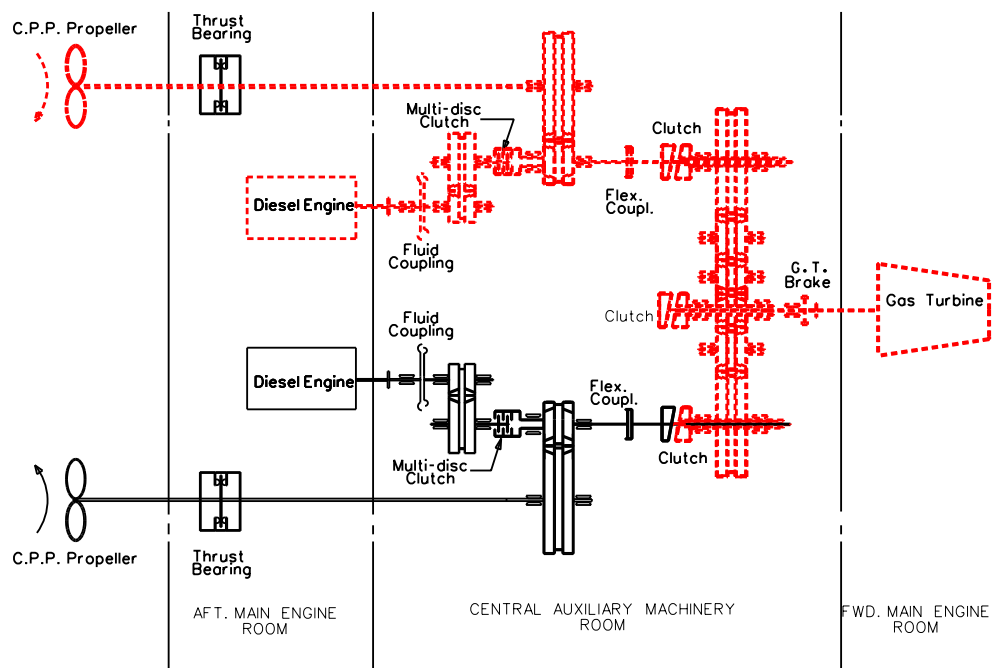 C.P.P. Propeller
Thrust
Bearing
Multi-disc
Clutch
Clutch
Diesel Engine
Flex.
Coupl.
Fluid
Coupling
G.T.
Brake
Gas Turbine
Clutch
Fluid
Coupling
Diesel Engine
Flex.
Coupl.
Clutch
Multi-disc
Clutch
C.P.P. Propeller
Thrust
Bearing
AFT. MAIN ENGINE
ROOM
CENTRAL AUXILIARY MACHINERY
ROOM
FWD. MAIN ENGINE
ROOM